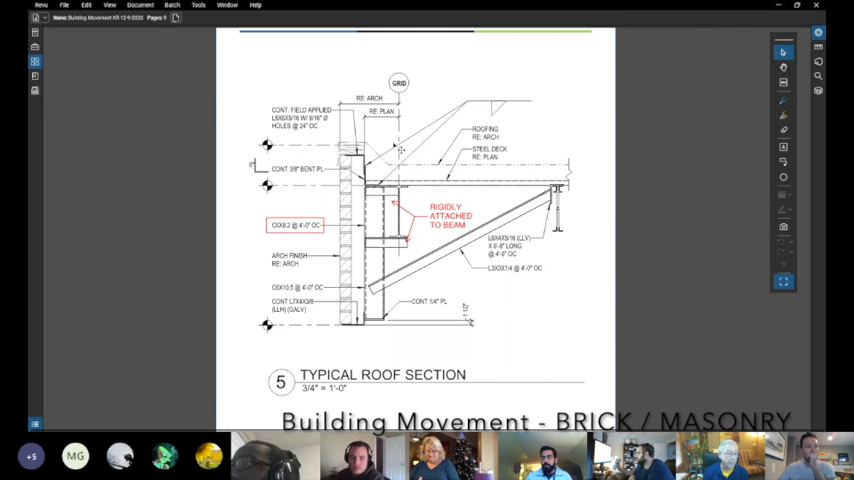 Revu File Edit View Document Batch Tools Window Help
Name: Building Movement KR 12-9-2020 Pages: 9
GRID
RE: ARCH
RE: PLAN
CONT. FIELD APPLIED
L6X6X5/16 W/ 9/16" Ø
HOLES @ 24" OC
ROOFING
RE: ARCH
STEEL DECK
RE: PLAN
6"
CONT 3/8" BENT PL
RIGIDLY
ATTACHED
TO BEAM
C6X8.2 @ 4'-0" OC
L6X4X5/16 (LLV)
X 0'-8" LONG
@ 4'-0" OC
ARCH FINISH
RE: ARCH
L3X3X1/4 @ 4'-0" OC
C8X10.5 @ 4'-0" OC
CONT L7X4X3/8
(LLH) (GALV)
CONT 1/4" PL
1 1/2"
5 TYPICAL ROOF SECTION
3/4" = 1'-0"
Building Movement - BRICK / MASONRY
+5
MG